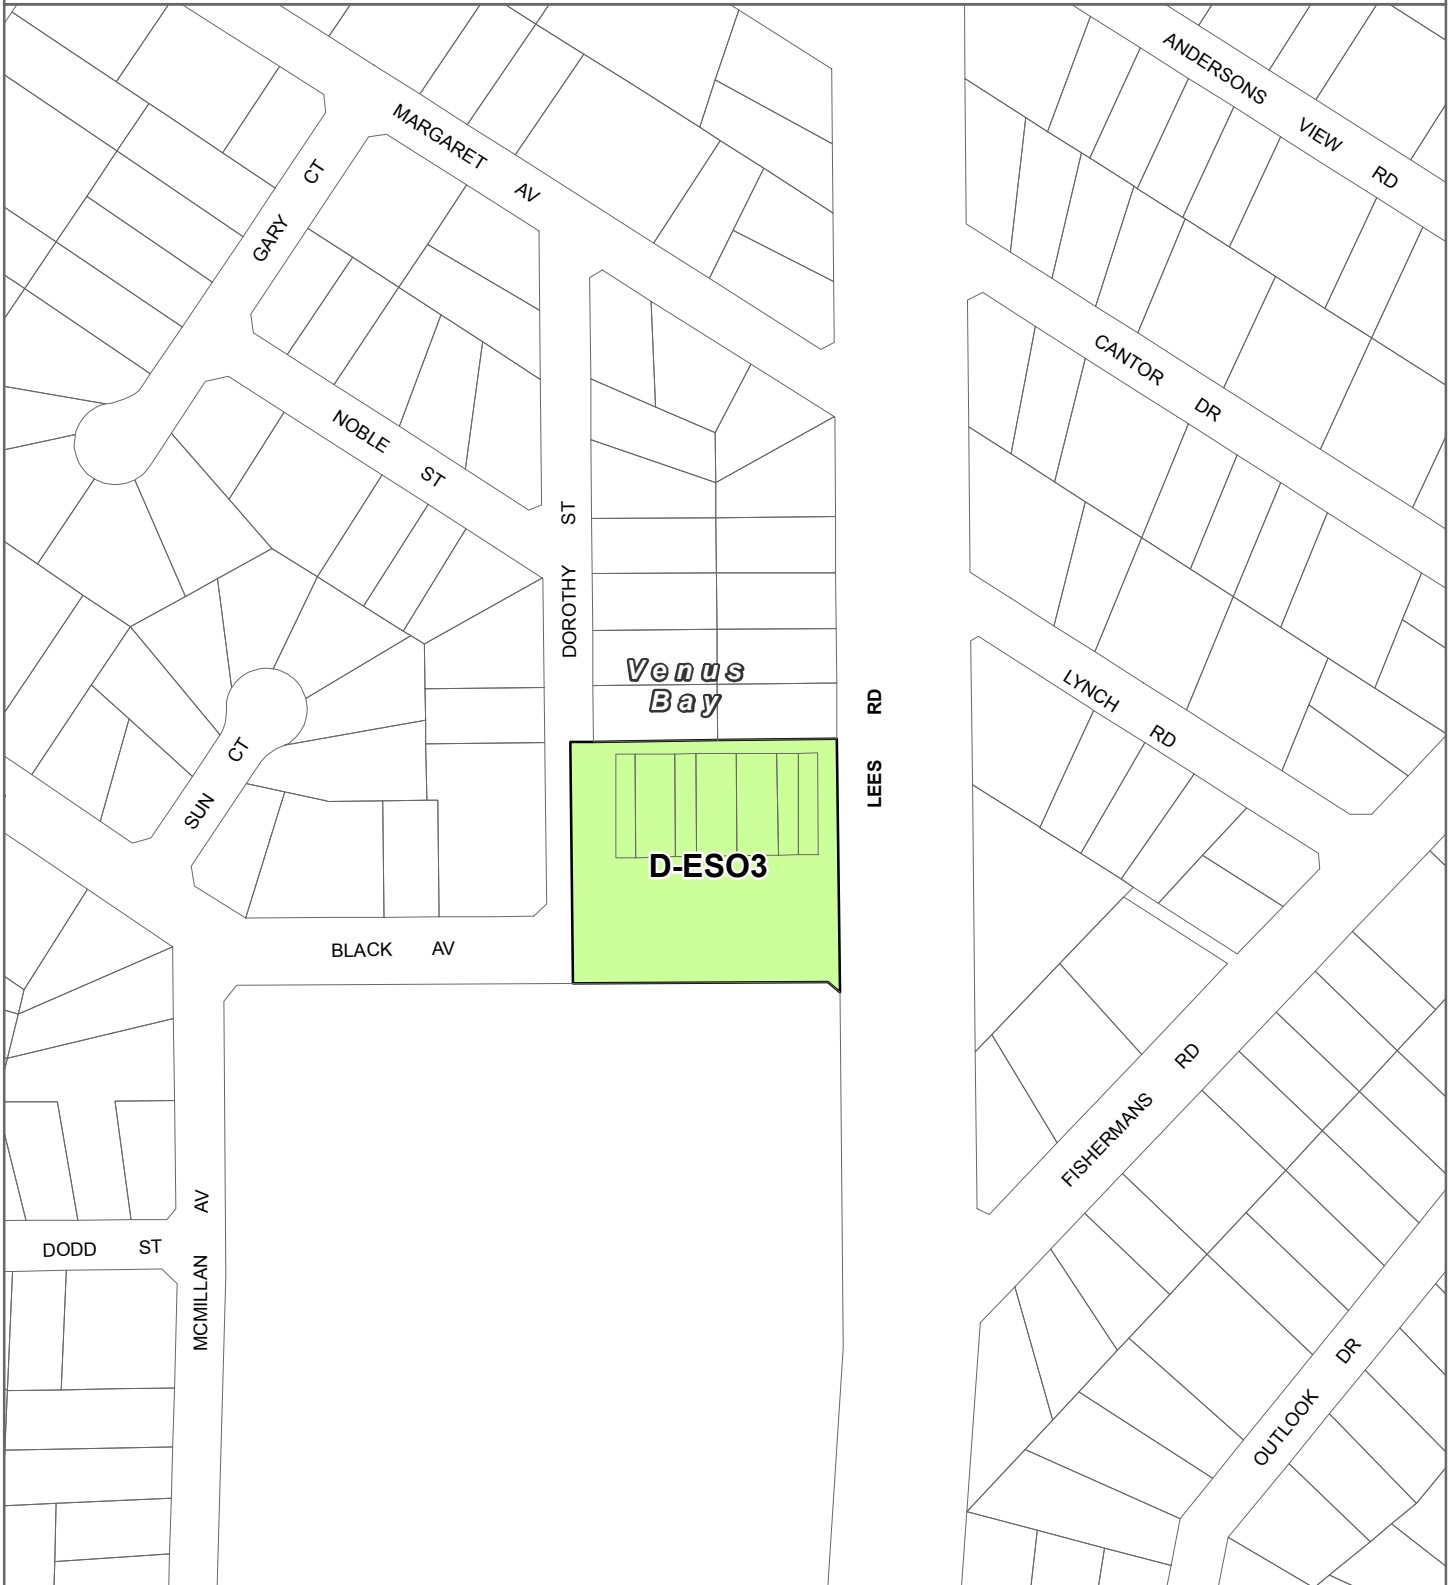 ANDERSONS VIEW RD
MARGARET AV
GARY CT
CANTOR DR
NOBLE ST
DOROTHY ST
Venus
Bay
LEES RD
LYNCH RD
SUN CT
D-ESO3
BLACK AV
FISHERMANS RD
MCMILLAN AV
DODD ST
OUTLOOK DR